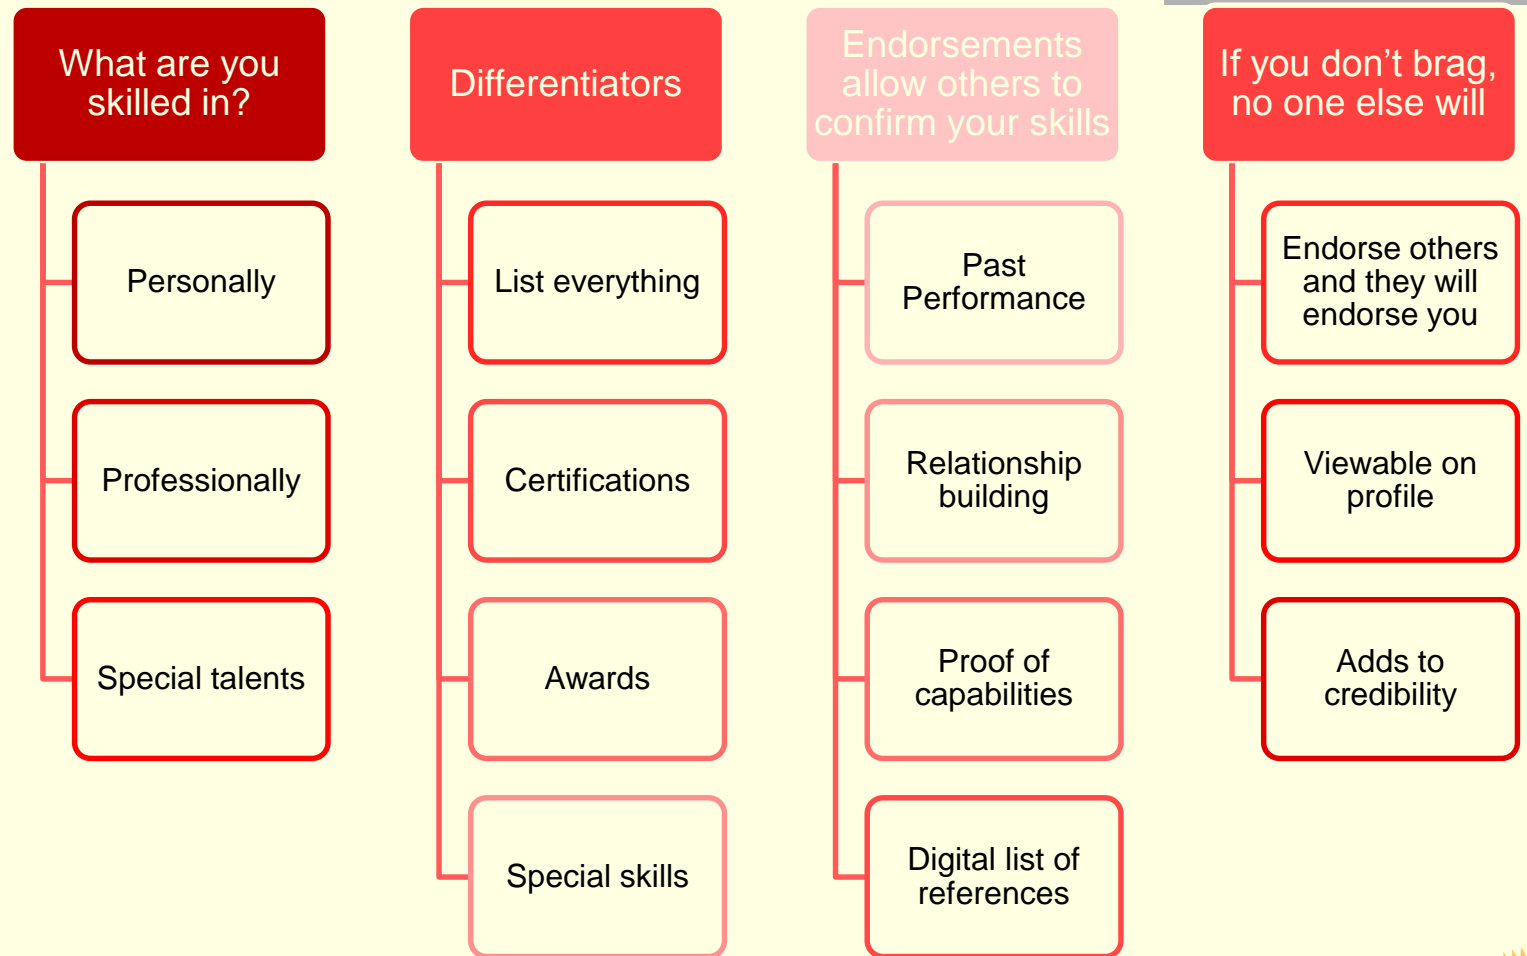 What are you
skilled in?
Personally
Professionally
Special talents
Differentiators
List everything
Certifications
Awards
Special skills
Endorsements
allow others to
confirm your skills
Past
Performance
Relationship
building
Proof of
capabilities
Digital list of
references
If you don’t brag,
no one else will
Endorse others
and they will
endorse you
Viewable on
profile
Adds to
credibility